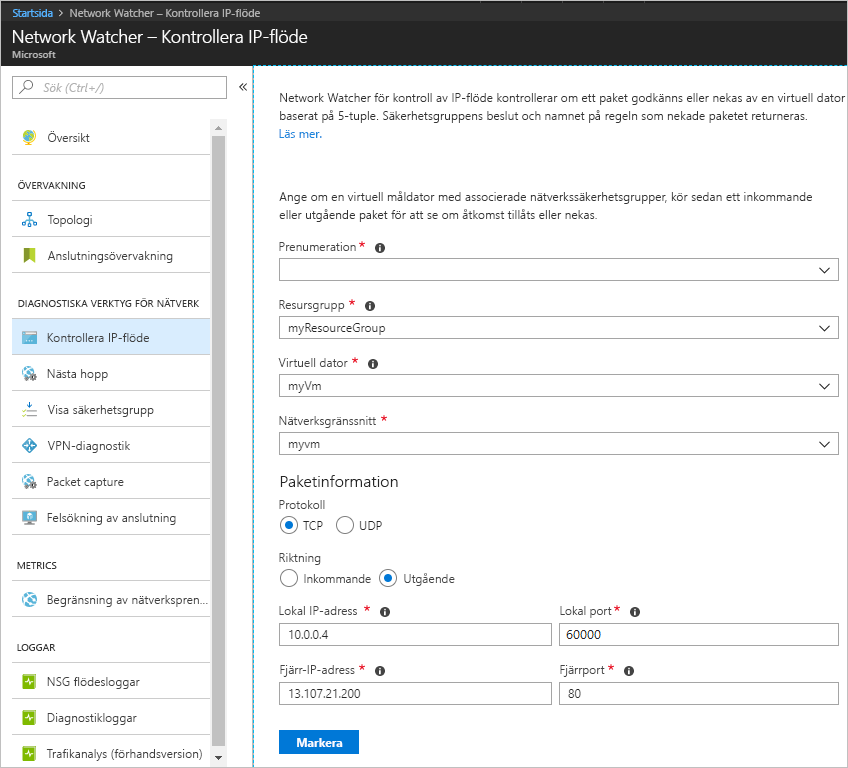 Startsida > Network Watcher – Kontrollera IP-flöde
Network Watcher – Kontrollera IP-flöde
Microsoft
Sök (Ctrl+/)
«
Översikt
ÖVERVAKNING
Topologi
Anslutningsövervakning
DIAGNOSTISKA VERKTYG FÖR NÄTVERK
Kontrollera IP-flöde
Nästa hopp
Visa säkerhetsgrupp
VPN-diagnostik
Packet capture
Felsökning av anslutning
METRICS
Begränsning av nätverkspren...
LOGGAR
NSG flödesloggar
Diagnostikloggar
Trafikanalys (förhandsversion)
Network Watcher för kontroll av IP-flöde kontrollerar om ett paket godkänns eller nekas av en virtuell dator
baserat på 5-tuple. Säkerhetsgruppens beslut och namnet på regeln som nekade paketet returneras.
Läs mer.
Ange om en virtuell måldator med associerade nätverkssäkerhetsgrupper, kör sedan ett inkommande
eller utgående paket för att se om åtkomst tillåts eller nekas.
Prenumeration *
Resursgrupp *
myResourceGroup
Virtuell dator *
myVm
Nätverksgränssnitt *
myvm
Paketinformation
Protokoll
TCP UDP
Riktning
Inkommande Utgående
Lokal IP-adress * Lokal port *
10.0.0.4 60000
Fjärr-IP-adress * Fjärrport *
13.107.21.200 80
Markera